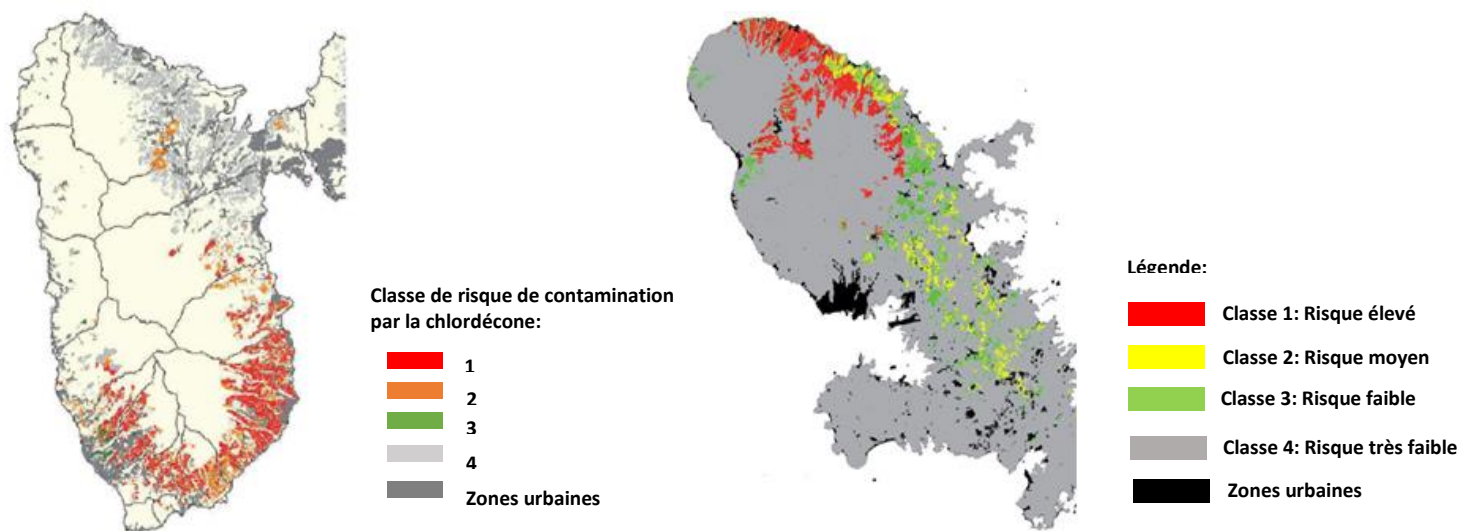 Classe de risque de contamination
par la chlordécone:
1
2
3
4
Zones urbaines
Légende:
Classe 1: Risque élevé
Classe 2: Risque moyen
Classe 3: Risque faible
Classe 4: Risque très faible
Zones urbaines